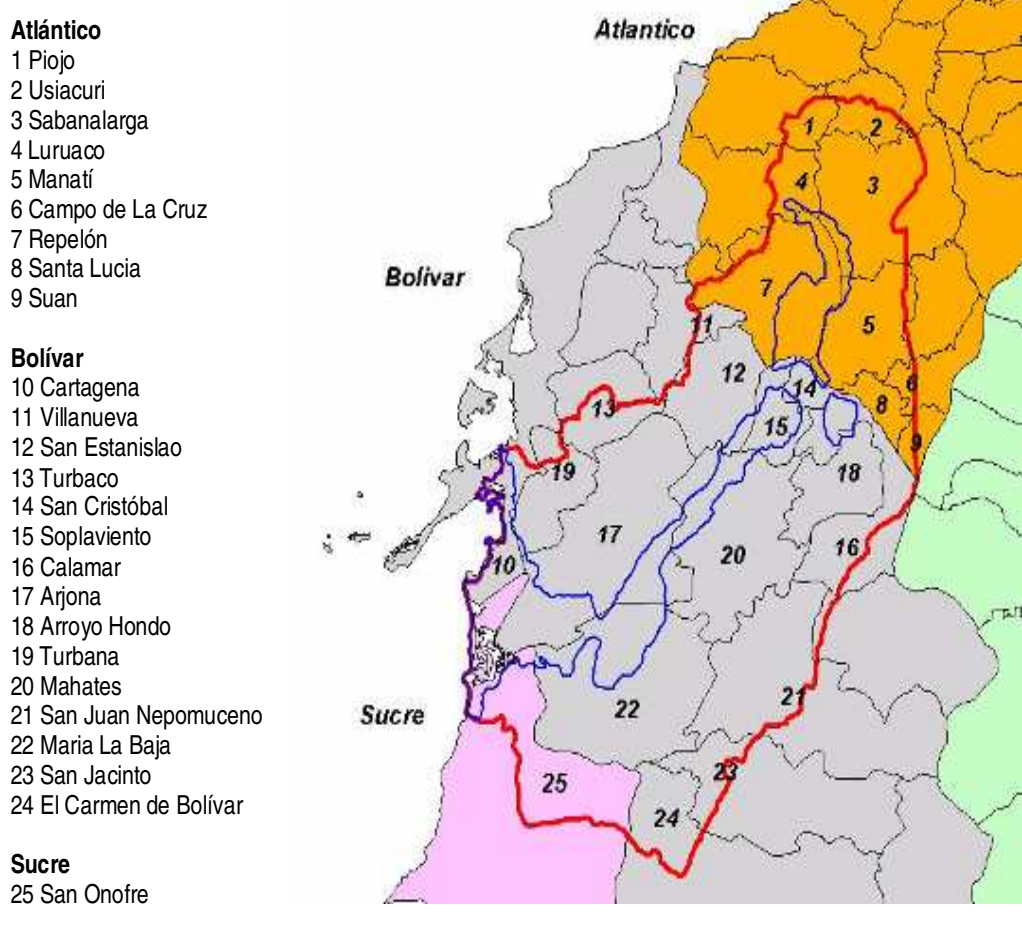 Atlántico
1 Piojo
2 Usiacuri
3 Sabanalarga
4 Luruaco
5 Manatí
6 Campo de La Cruz
7 Repelón
8 Santa Lucia
9 Suan
Bolívar
10 Cartagena
11 Villanueva
12 San Estanislao
13 Turbaco
14 San Cristóbal
15 Soplaviento
16 Calamar
17 Arjona
18 Arroyo Hondo
19 Turbana
20 Mahates
21 San Juan Nepomuceno
22 Maria La Baja
23 San Jacinto
24 El Carmen de Bolívar
Sucre
25 San Onofre
Atlantico
1
2
4
3
Bolívar
7
11
5
12
14
6
13
8
15
9
19
18
17
16
10
20
21
Sucre
22
23
25
24